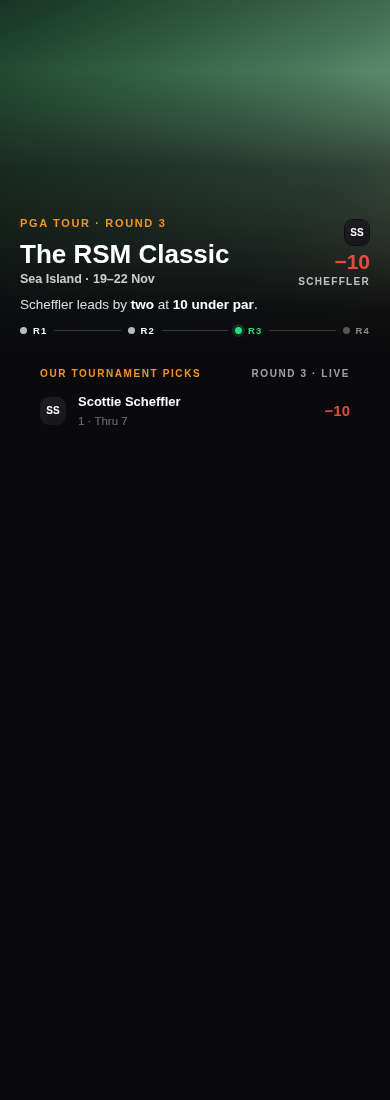 PGA TOUR · ROUND 3
SS
The RSM Classic
−10
Sea Island · 19–22 Nov
SCHEFFLER
Scheffler leads by two at 10 under par.
R1 R2 R3 R4
OUR TOURNAMENT PICKS ROUND 3 · LIVE
SS
Scottie Scheffler
1 · Thru 7
−10